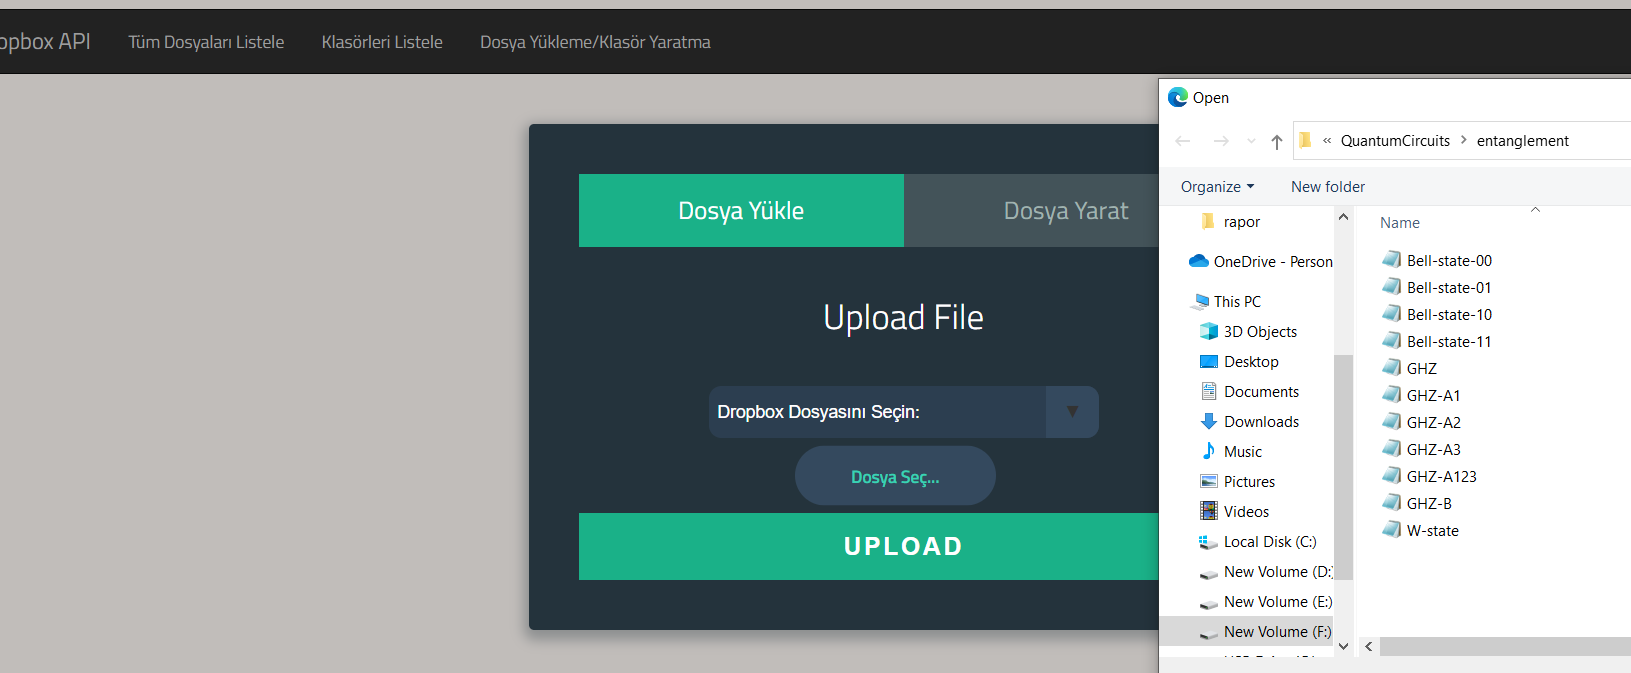 opbox API Tüm Dosyaları Listele Klasörleri Listele Dosya Yükleme/Klasör Yaratma
Dosya Yükle Dosya Yarat
Upload File
Dropbox Dosyasını Seçin:
Dosya Seç...
UPLOAD
Open
« QuantumCircuits > entanglement
Organize New folder
rapor
OneDrive - Person
This PC
3D Objects
Desktop
Documents
Downloads
Music
Pictures
Videos
Local Disk (C:)
New Volume (D:)
New Volume (E:)
New Volume (F:)
Name
Bell-state-00
Bell-state-01
Bell-state-10
Bell-state-11
GHZ
GHZ-A1
GHZ-A2
GHZ-A3
GHZ-A123
GHZ-B
W-state